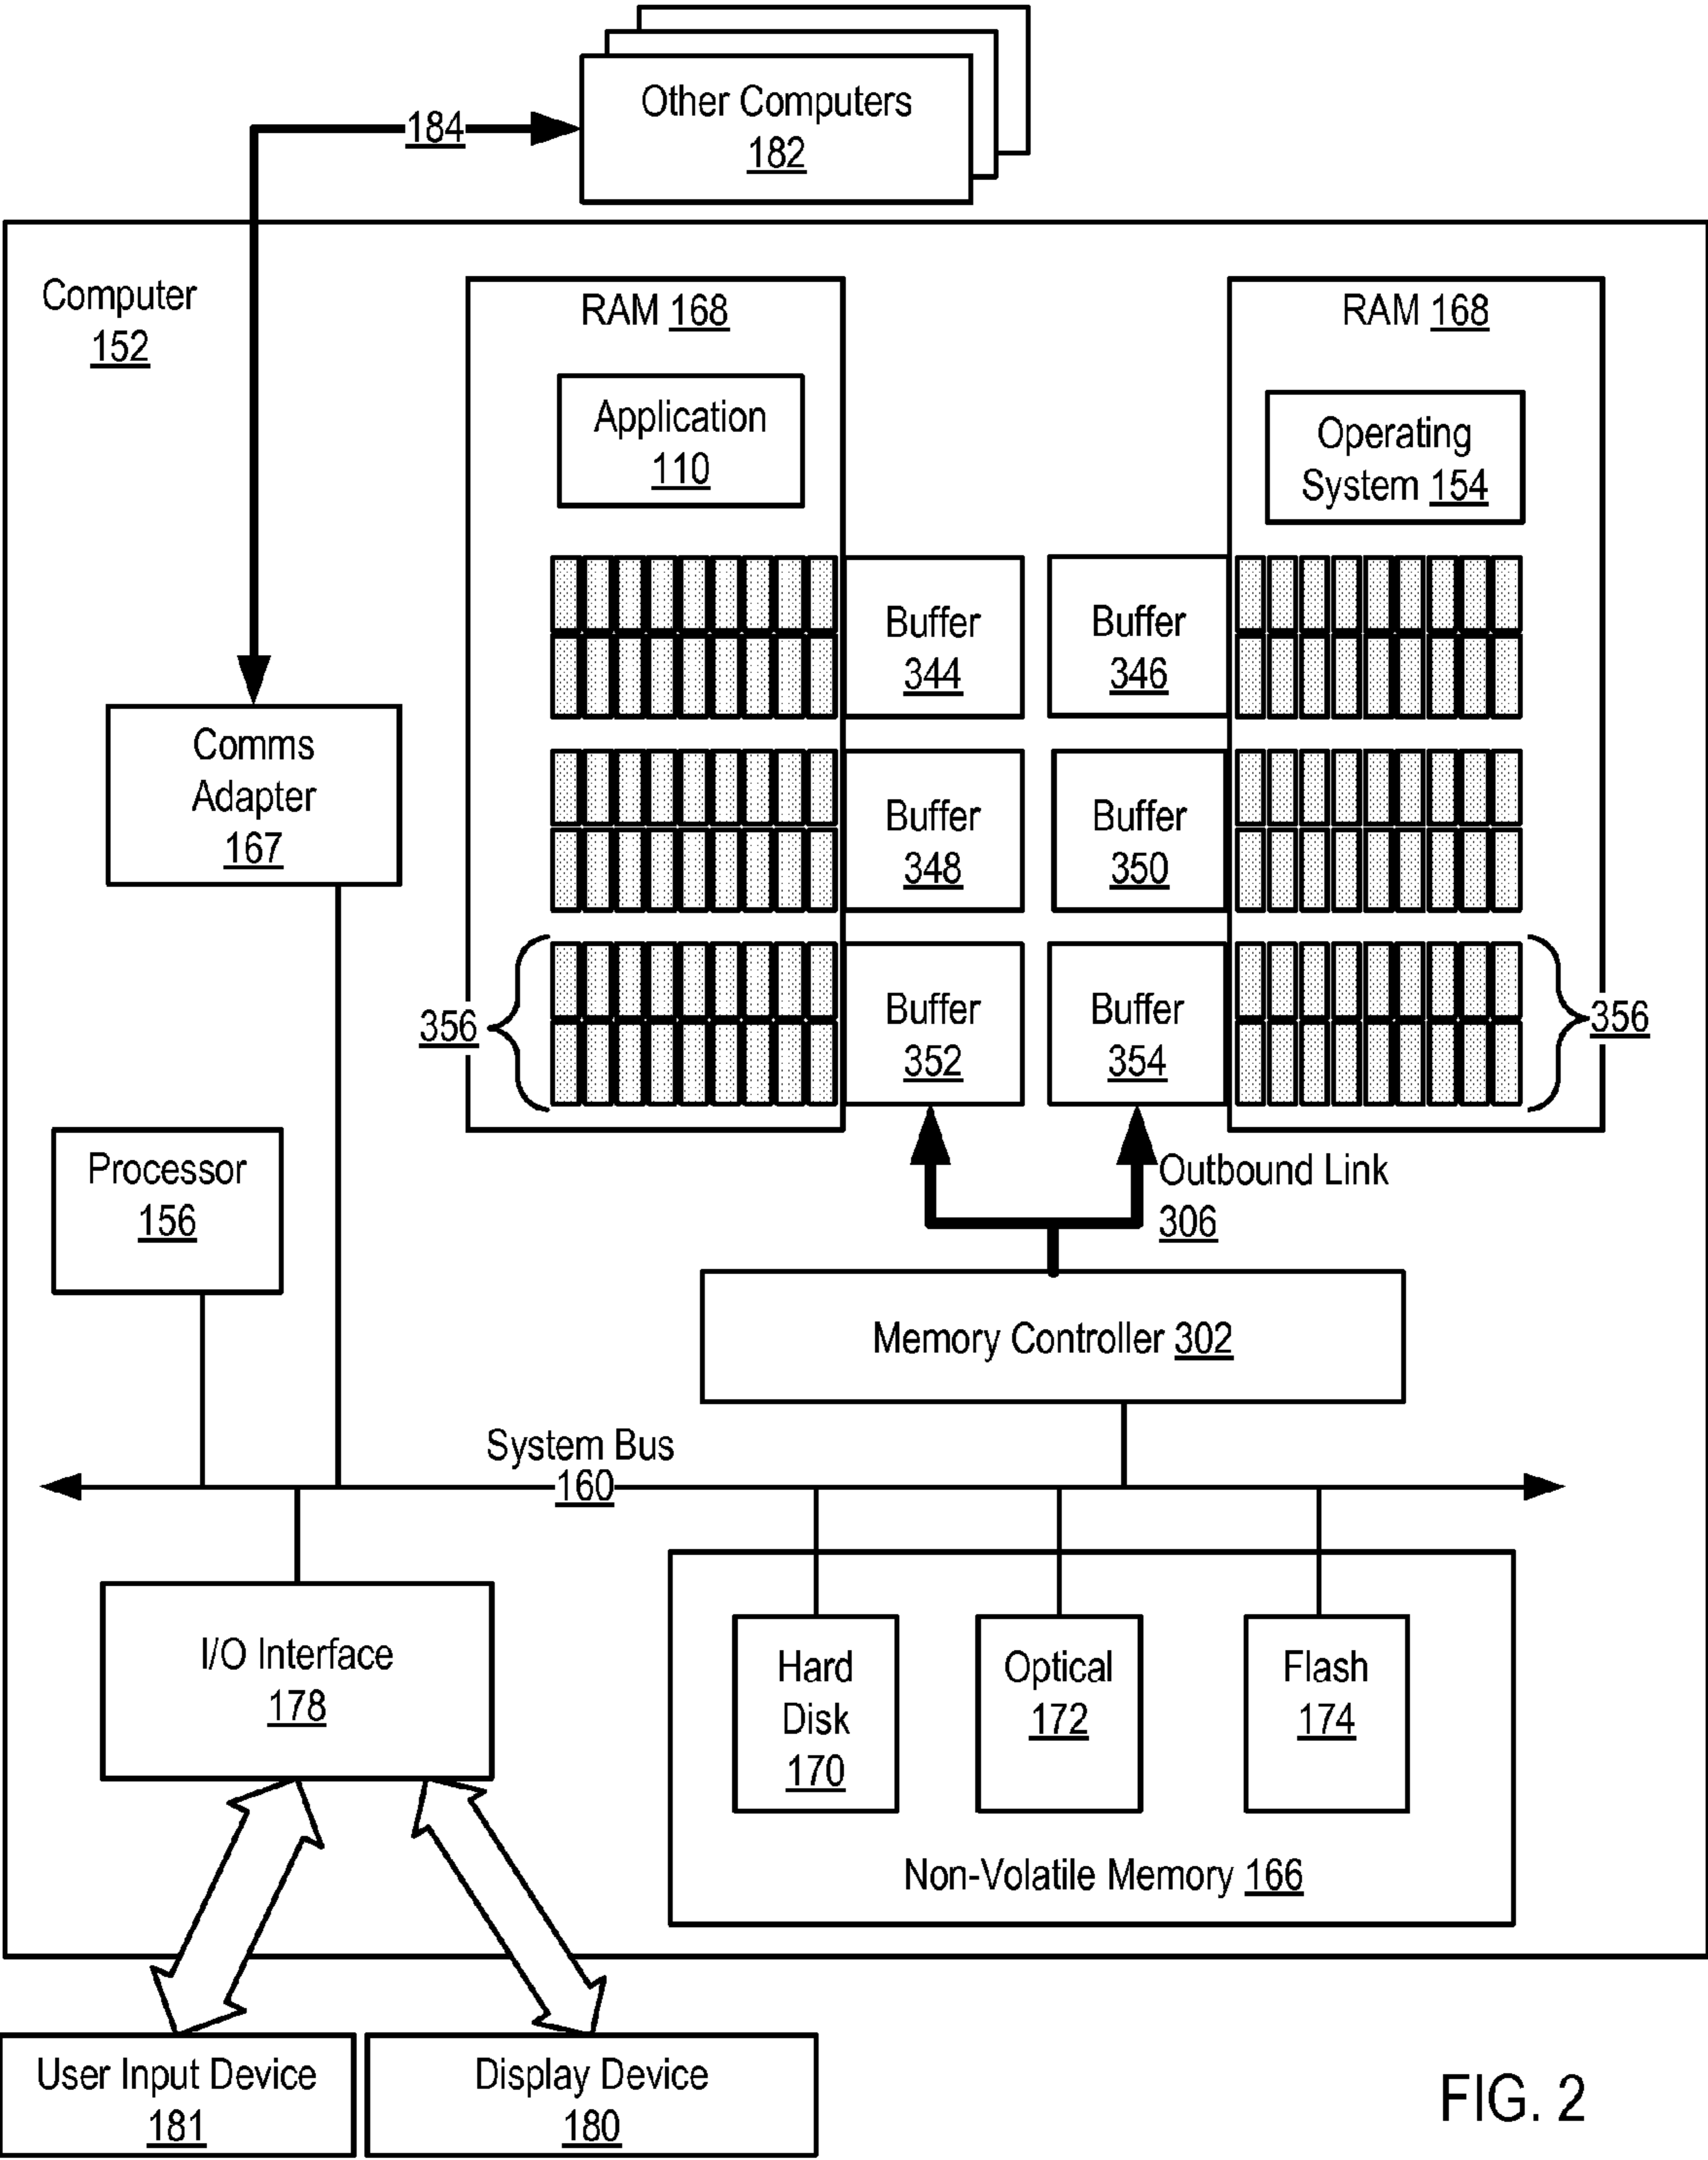 Other Computers
182
184
Computer
152
RAM 168
RAM 168
Application
110
Operating
System 154
Buffer
344
Buffer
346
Comms
Adapter
167
Buffer
348
Buffer
350
356
Buffer
352
Buffer
354
356
Processor
156
Outbound Link
306
Memory Controller 302
System Bus
160
I/O Interface
178
Hard
Disk
170
Optical
172
Flash
174
Non-Volatile Memory 166
User Input Device
181
Display Device
180
FIG. 2